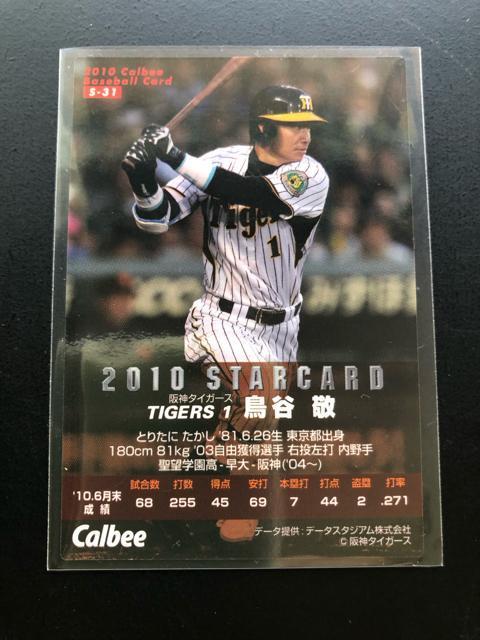 2010 Calbee
Baseball Card
S-31
Tigers
1
みずほ
2010 STARCARD
阪神タイガース
TIGERS 1 鳥谷 敬
とりたに たかし '81.6.26生 東京都出身
180cm 81kg '03自由獲得選手 右投左打 内野手
聖望学園高-早大-阪神('04〜)
'10.6月末 成績 試合数 打数 得点 安打 本塁打 打点 盗塁 打率
68 255 45 69 7 44 2 .271
Calbee
データ提供:データスタジアム株式会社
©阪神タイガース